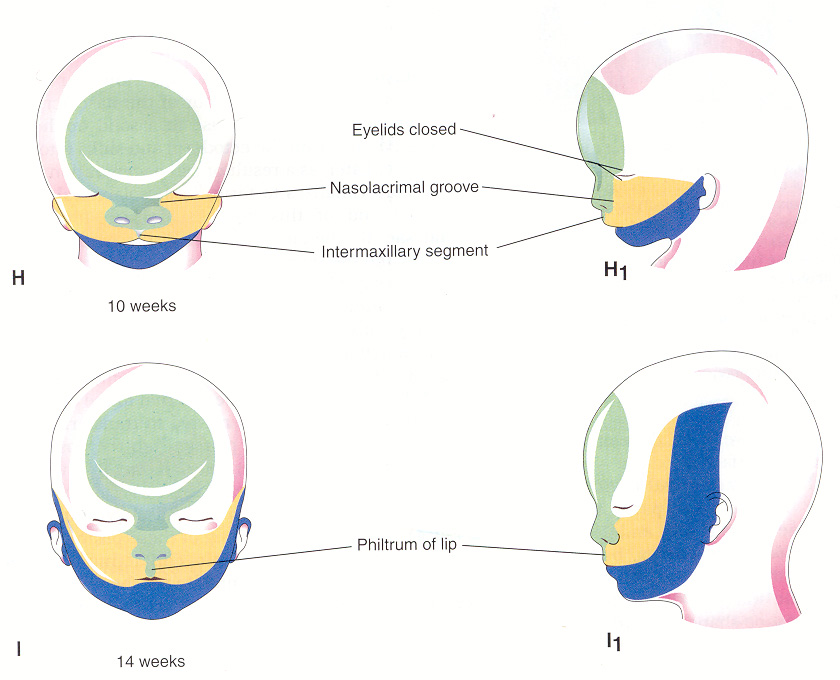 Eyelids closed
Nasolacrimal groove
Intermaxillary segment
H
H1
10 weeks
Philtrum of lip
I
I1
14 weeks